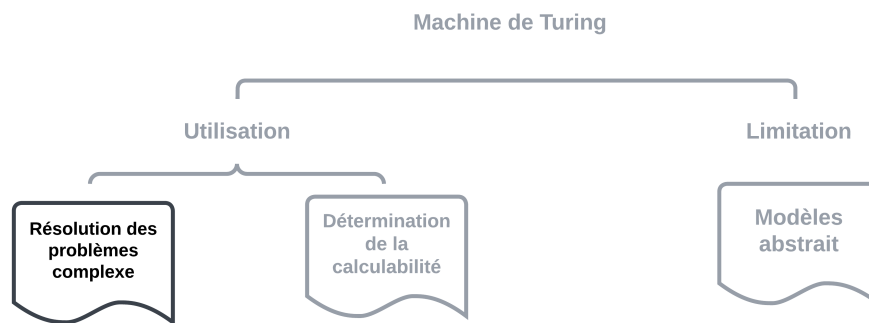 Machine de Turing
Utilisation
Limitation
Résolution des
problèmes
complexe
Détermination
de la
calculabilité
Modèles
abstrait